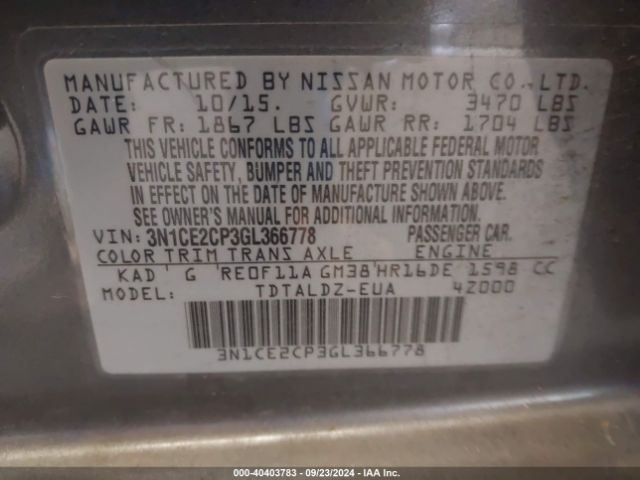 MANUFACTURED BY NISSAN MOTOR CO.,LTD.
DATE: 10/15. GVWR: 3470 LBS
GAWR FR: 1867 LBS GAWR RR: 1704 LBS
THIS VEHICLE CONFORMS TO ALL APPLICABLE FEDERAL MOTOR
VEHICLE SAFETY, BUMPER AND THEFT PREVENTION STANDARDS
IN EFFECT ON THE DATE OF MANUFACTURE SHOWN ABOVE.
SEE OWNER'S MANUAL FOR ADDITIONAL INFORMATION.
VIN: 3N1CE2CP3GL366778 PASSENGER CAR.
COLOR TRIM TRANS AXLE ENGINE
KAD G RE0F11A GM38 HR16DE 1598 CC
MODEL: TDTALDZ-EUA 42000
3N1CE2CP3GL366778
000-40403783 - 09/23/2024 - IAA Inc.